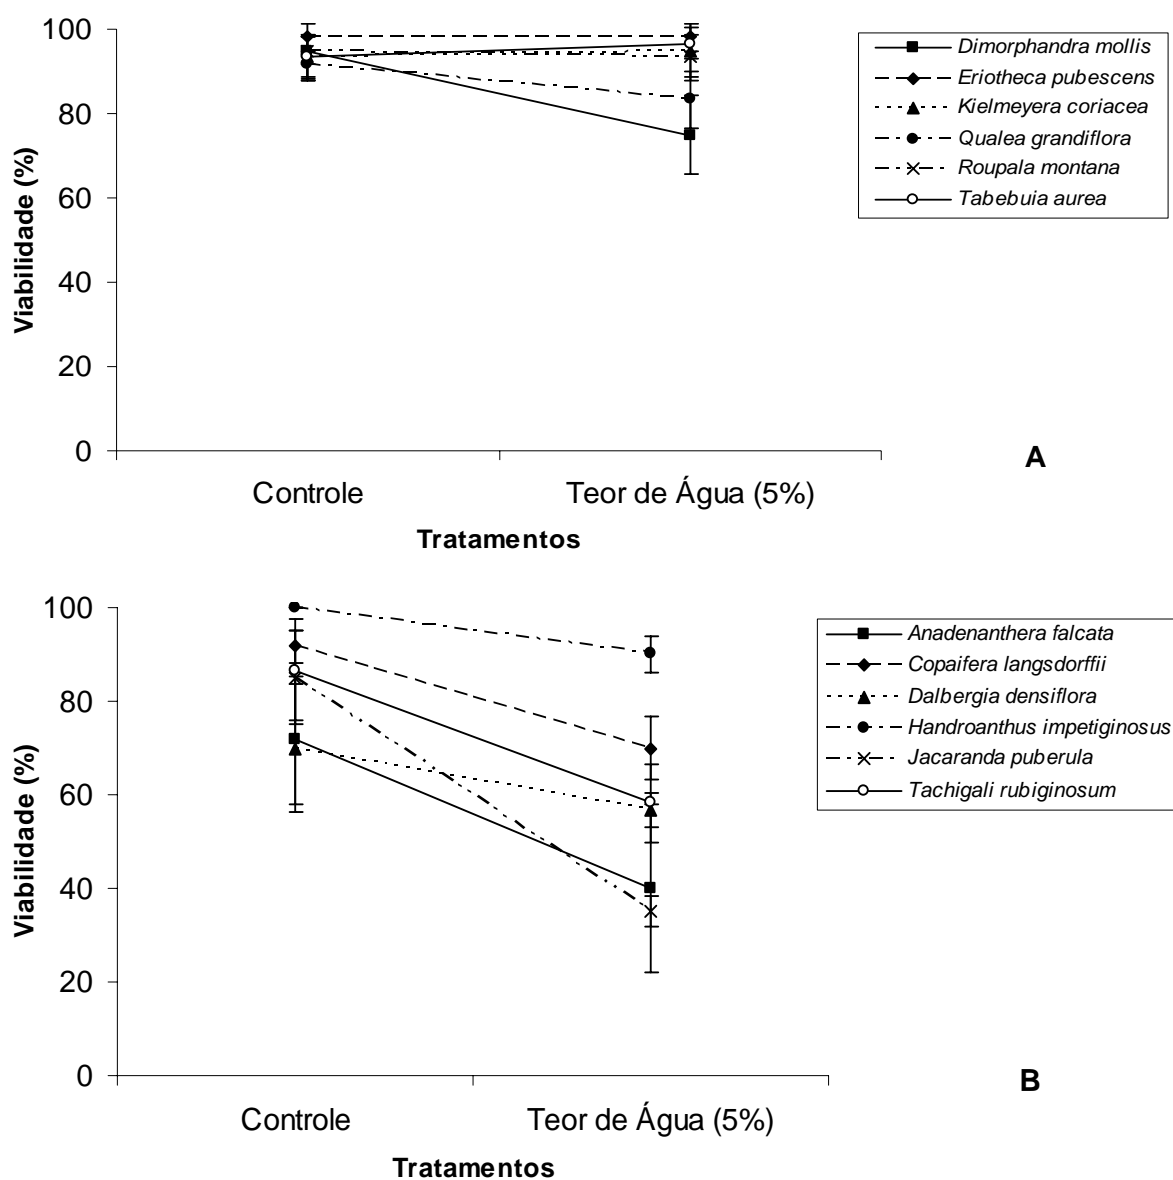 100
80
60
40
20
0
Viabilidade (%)
Controle
Teor de Água (5%)
Tratamentos
Dimorphandra mollis
Eriotheca pubescens
Kielmeyera coriacea
Qualea grandiflora
Roupala montana
Tabebuia aurea
A
100
80
60
40
20
0
Viabilidade (%)
Controle
Teor de Água (5%)
Tratamentos
Anadenanthera falcata
Copaifera langsdorffii
Dalbergia densiflora
Handroanthus impetiginosus
Jacaranda puberula
Tachigali rubiginosum
B